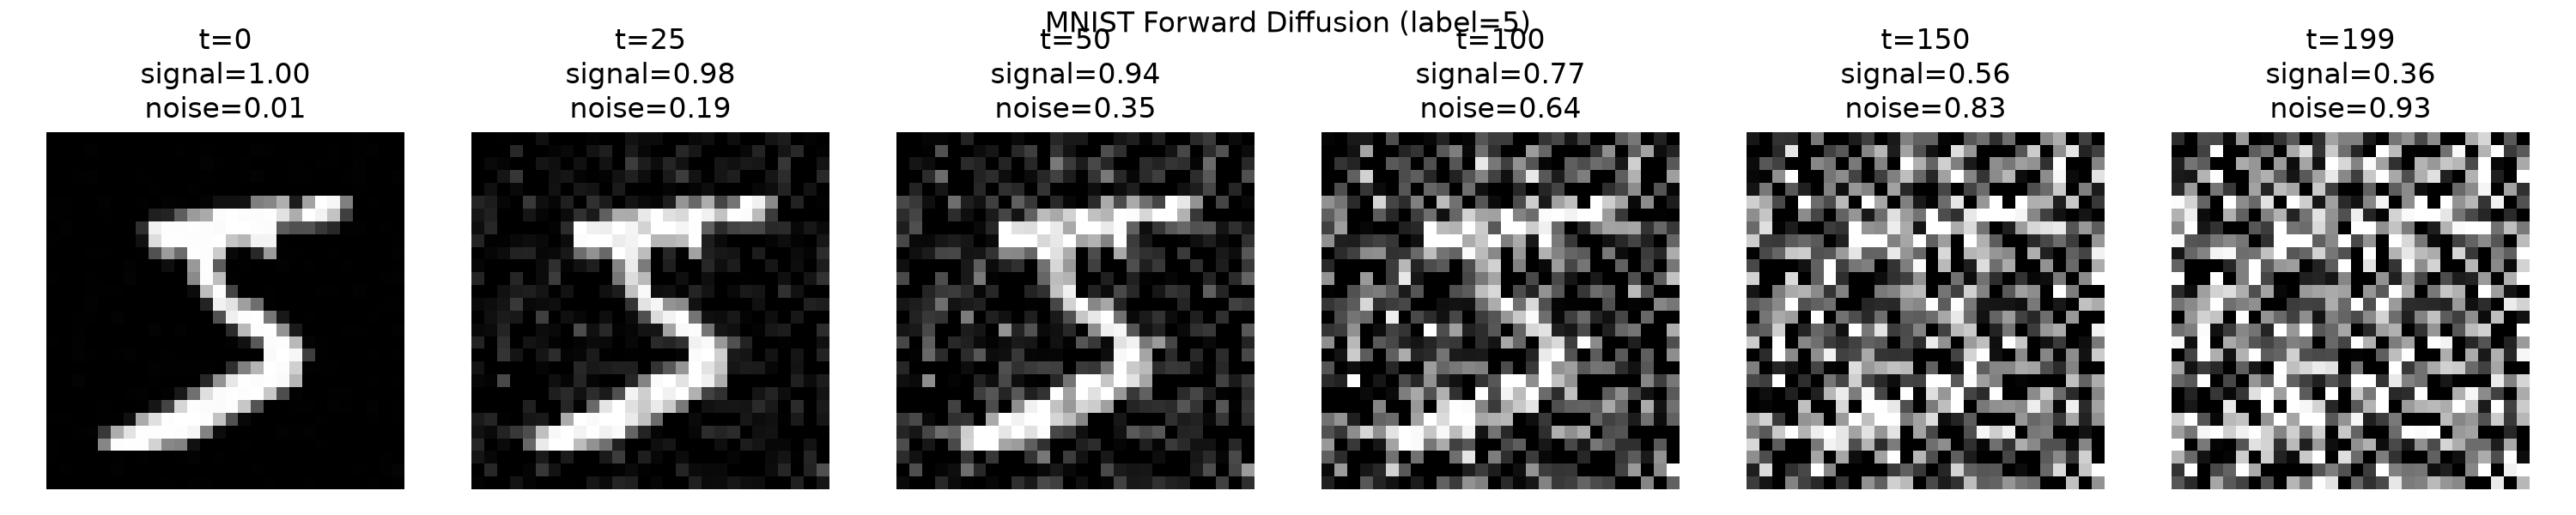 MNIST Forward Diffusion (label=5)
t=0
signal=1.00
noise=0.01
t=25
signal=0.98
noise=0.19
t=50
signal=0.94
noise=0.35
t=100
signal=0.77
noise=0.64
t=150
signal=0.56
noise=0.83
t=199
signal=0.36
noise=0.93
5